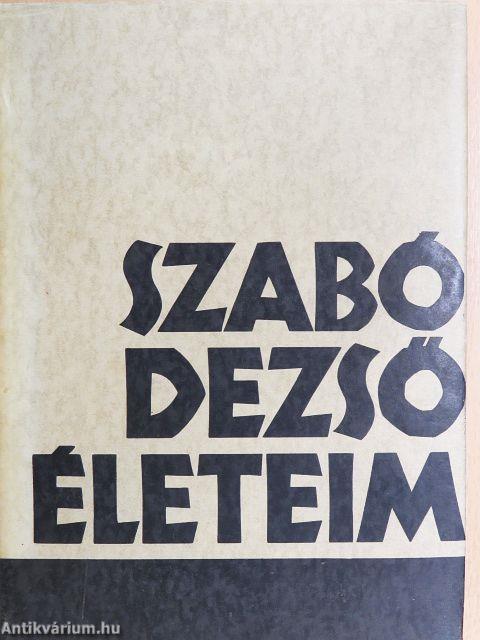 SZABÓ
DEZSŐ
ÉLETEIM
Antikvárium.hu